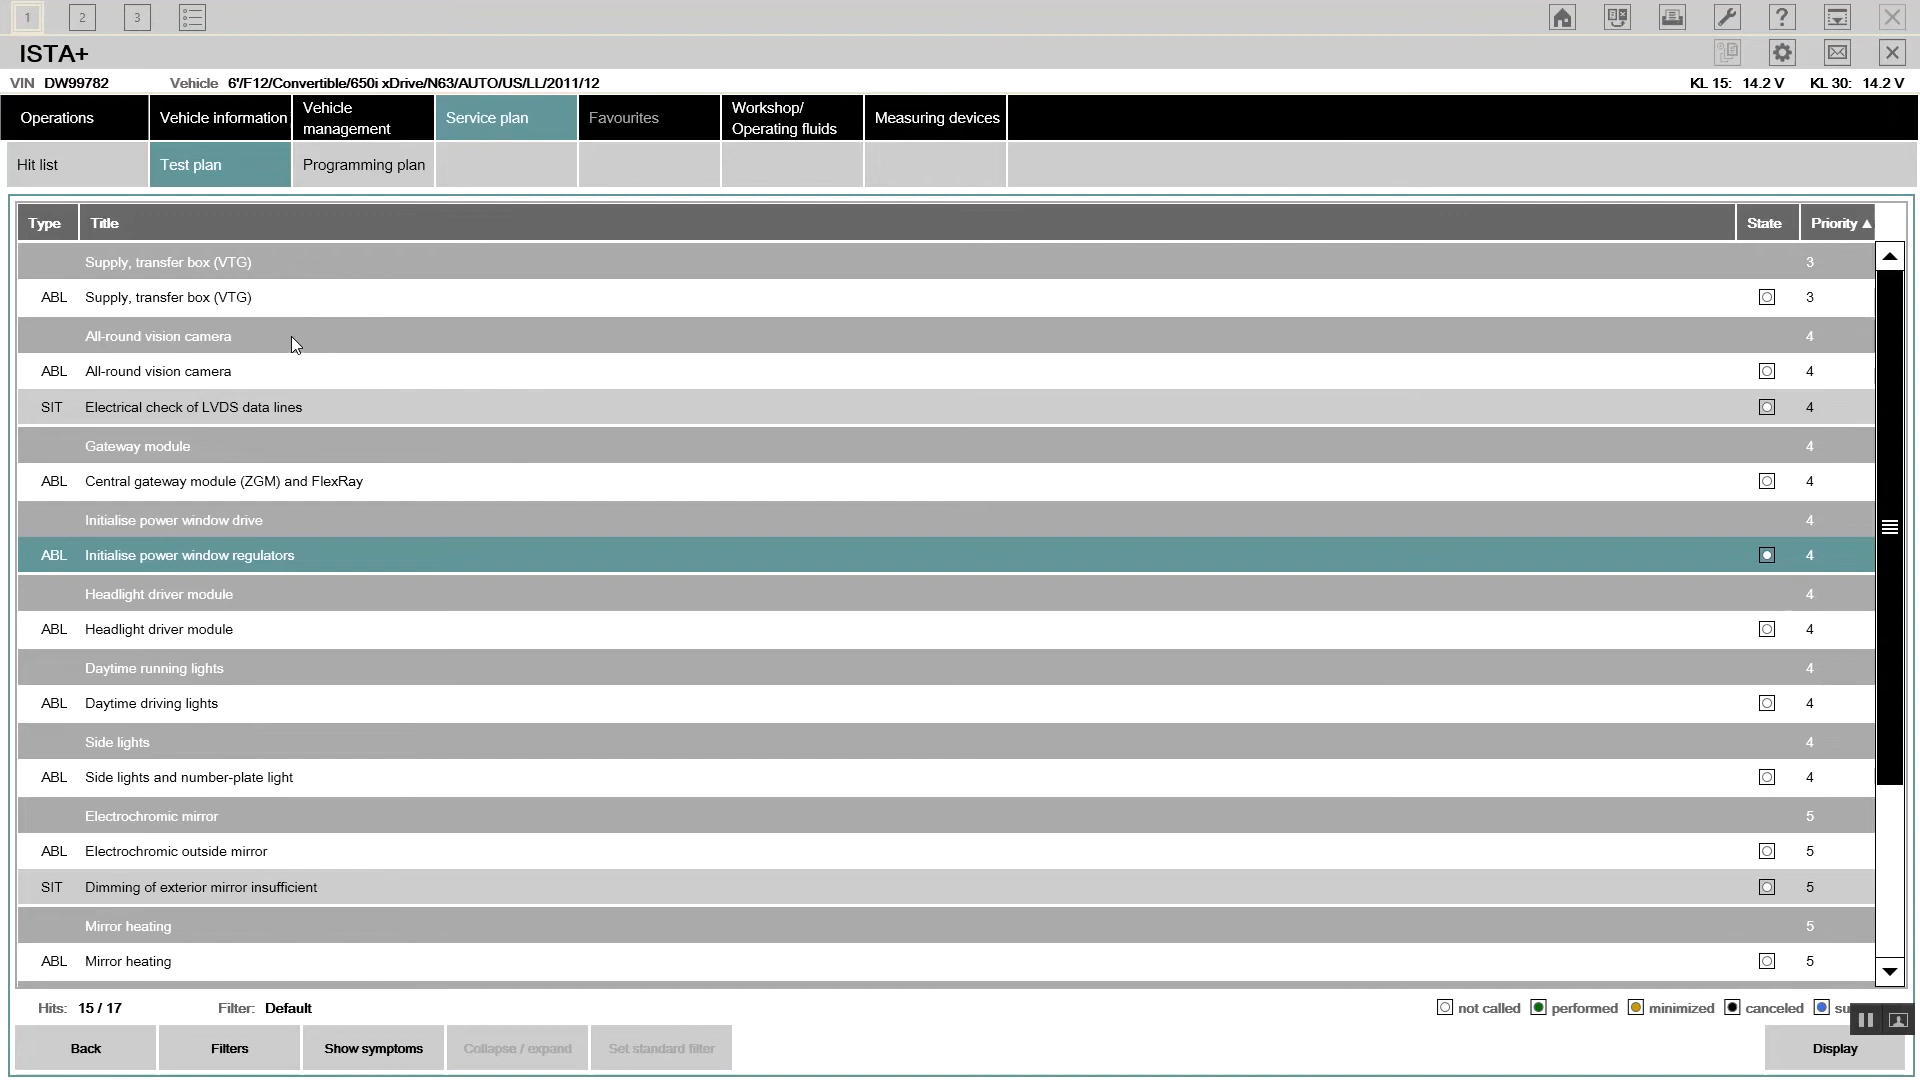 1 2 3
ISTA+
VIN DW99782 Vehicle 6'/F12/Convertible/650i xDrive/N63/AUTO/US/LL/2011/12 KL 15: 14.2 V KL 30: 14.2 V
Operations Vehicle information Vehicle management Service plan Favourites Workshop/ Operating fluids Measuring devices
Hit list Test plan Programming plan
Type Title State Priority ▲
Supply, transfer box (VTG) 3
ABL Supply, transfer box (VTG) 3
All-round vision camera 4
ABL All-round vision camera 4
SIT Electrical check of LVDS data lines 4
Gateway module 4
ABL Central gateway module (ZGM) and FlexRay 4
Initialise power window drive 4
ABL Initialise power window regulators 4
Headlight driver module 4
ABL Headlight driver module 4
Daytime running lights 4
ABL Daytime driving lights 4
Side lights 4
ABL Side lights and number-plate light 4
Electrochromic mirror 5
ABL Electrochromic outside mirror 5
SIT Dimming of exterior mirror insufficient 5
Mirror heating 5
ABL Mirror heating 5
Hits: 15 / 17 Filter: Default not called performed minimized canceled
Back Filters Show symptoms Collapse / expand Set standard filter Display